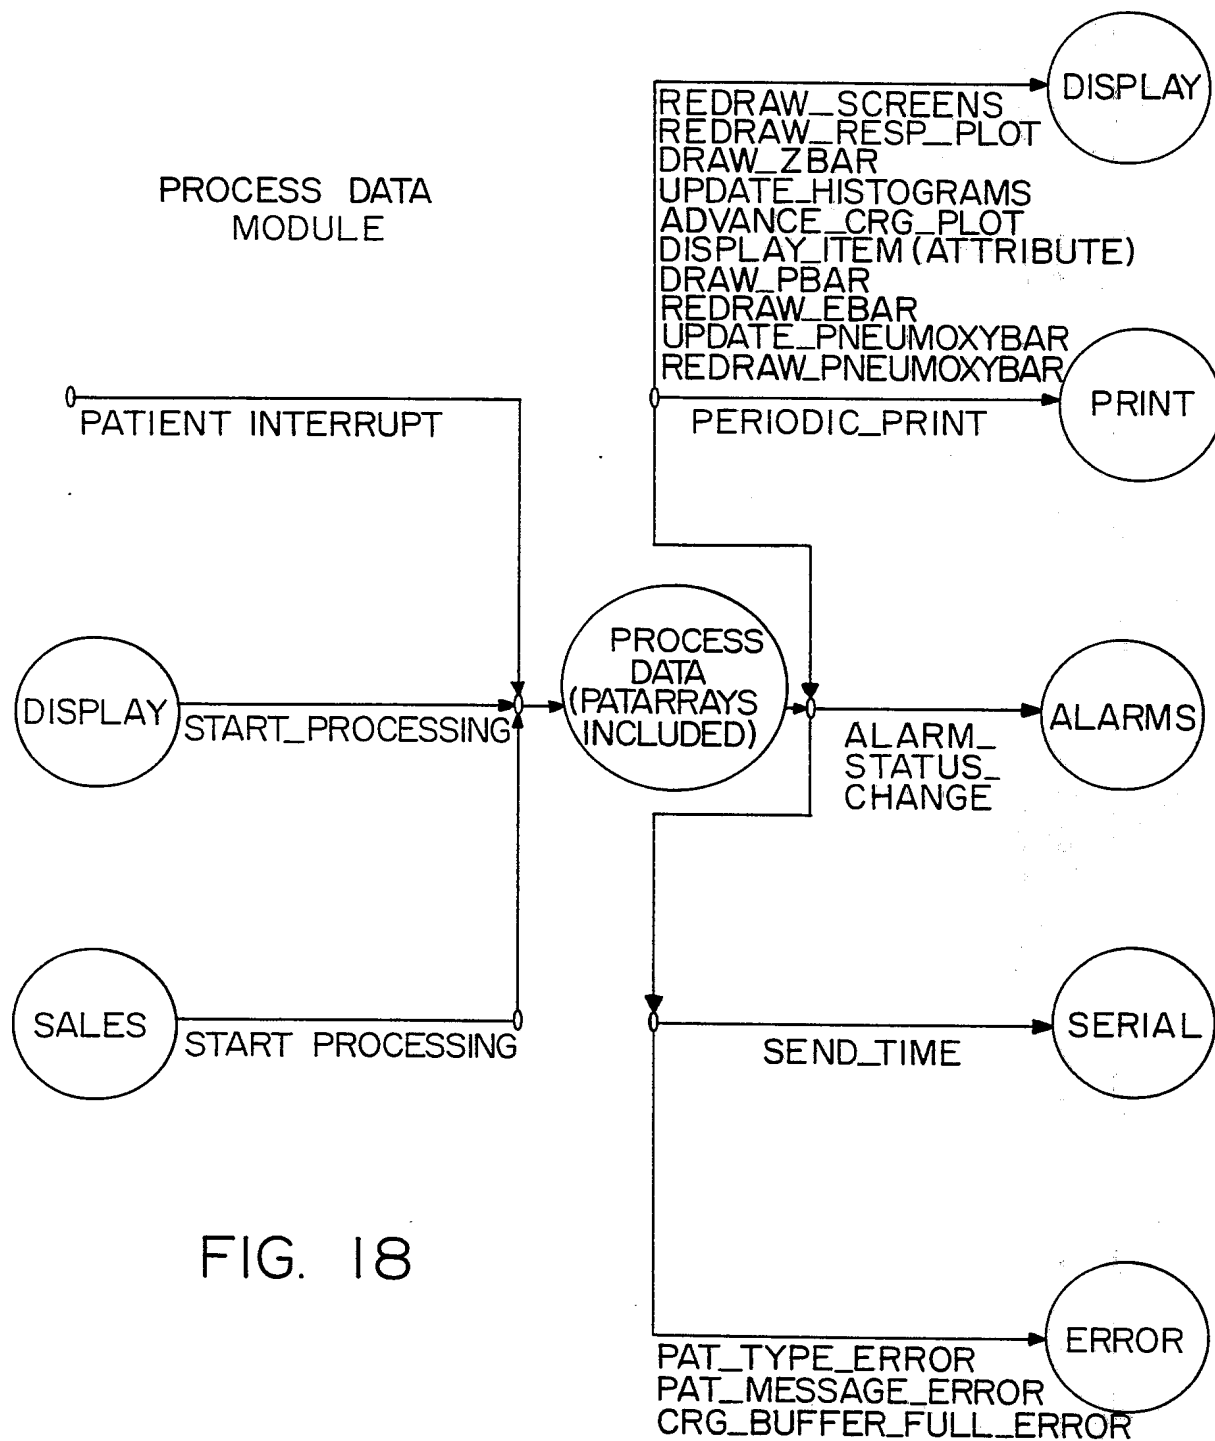 DISPLAY
REDRAW_SCREENS
REDRAW_RESP_PLOT
DRAW_ZBAR
UPDATE_HISTOGRAMS
ADVANCE_CRG_PLOT
DISPLAY_ITEM (ATTRIBUTE)
DRAW_PBAR
REDRAW_EBAR
UPDATE_PNEUMOXYBAR
REDRAW_PNEUMOXYBAR
PROCESS DATA
MODULE
PATIENT INTERRUPT
PERIODIC_PRINT
PRINT
DISPLAY
START_PROCESSING
PROCESS
DATA
(PATARRAYS
INCLUDED)
ALARM_
STATUS_
CHANGE
ALARMS
SALES
START PROCESSING
SEND_TIME
SERIAL
FIG. 18
ERROR
PAT_TYPE_ERROR
PAT_MESSAGE_ERROR
CRG_BUFFER_FULL_ERROR